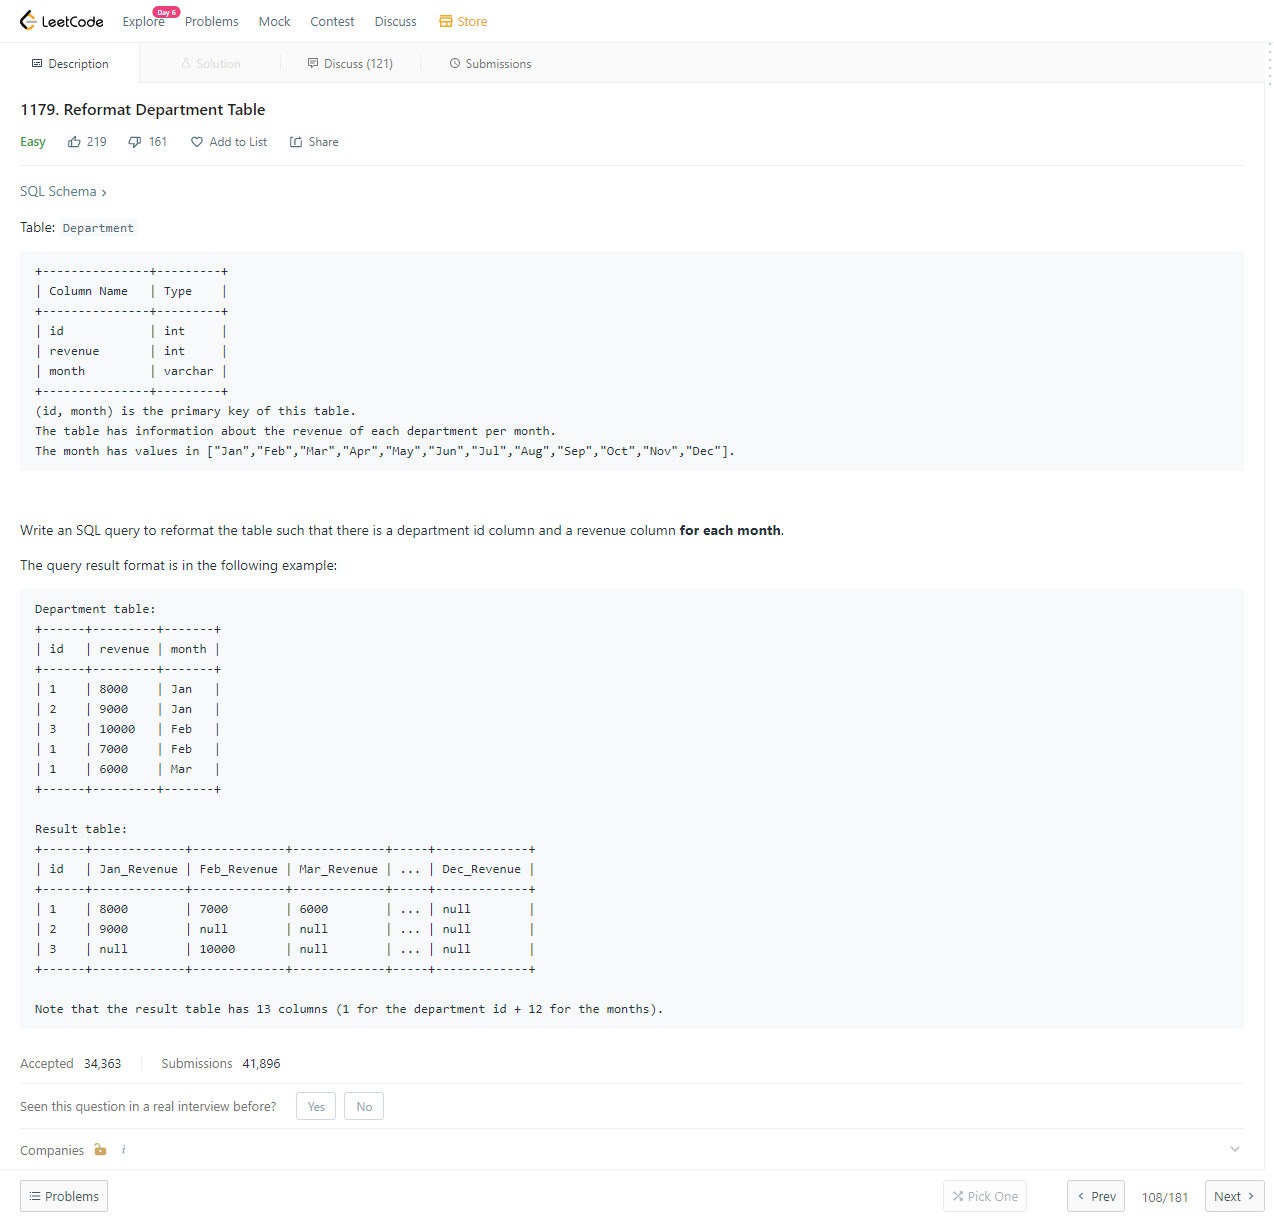 LeetCode Explore Day 6 Problems Mock Contest Discuss Store
Description Solution Discuss (121) Submissions
1179. Reformat Department Table
Easy 219 161 Add to List Share
SQL Schema ›
Table: Department
+---------------+---------+
| Column Name   | Type    |
+---------------+---------+
| id            | int     |
| revenue       | int     |
| month         | varchar |
+---------------+---------+
(id, month) is the primary key of this table.
The table has information about the revenue of each department per month.
The month has values in ["Jan","Feb","Mar","Apr","May","Jun","Jul","Aug","Sep","Oct","Nov","Dec"].
Write an SQL query to reformat the table such that there is a department id column and a revenue column for each month.
The query result format is in the following example:
Department table:
+------+---------+-------+
| id   | revenue | month |
+------+---------+-------+
| 1    | 8000    | Jan   |
| 2    | 9000    | Jan   |
| 3    | 10000   | Feb   |
| 1    | 7000    | Feb   |
| 1    | 6000    | Mar   |
+------+---------+-------+
Result table:
+------+-------------+-------------+-------------+-----+-------------+
| id   | Jan_Revenue | Feb_Revenue | Mar_Revenue | ... | Dec_Revenue |
+------+-------------+-------------+-------------+-----+-------------+
| 1    | 8000        | 7000        | 6000        | ... | null        |
| 2    | 9000        | null        | null        | ... | null        |
| 3    | null        | 10000       | null        | ... | null        |
+------+-------------+-------------+-------------+-----+-------------+
Note that the result table has 13 columns (1 for the department id + 12 for the months).
Accepted 34,363 Submissions 41,896
Seen this question in a real interview before? Yes No
Companies i
Problems Pick One ‹ Prev 108/181 Next ›